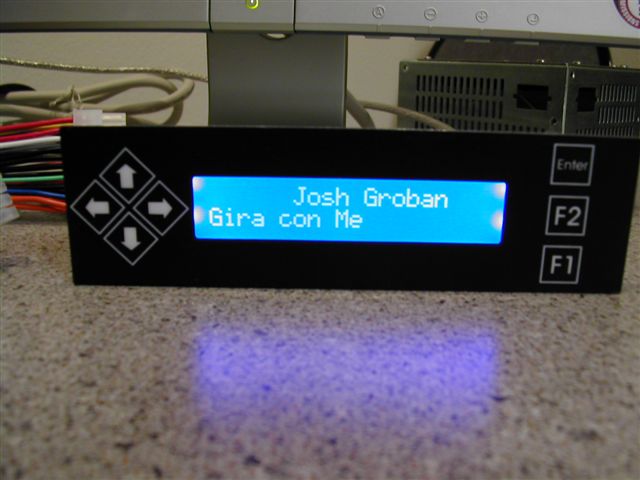 Josh Groban
Gira con Me
Enter
F2
F1